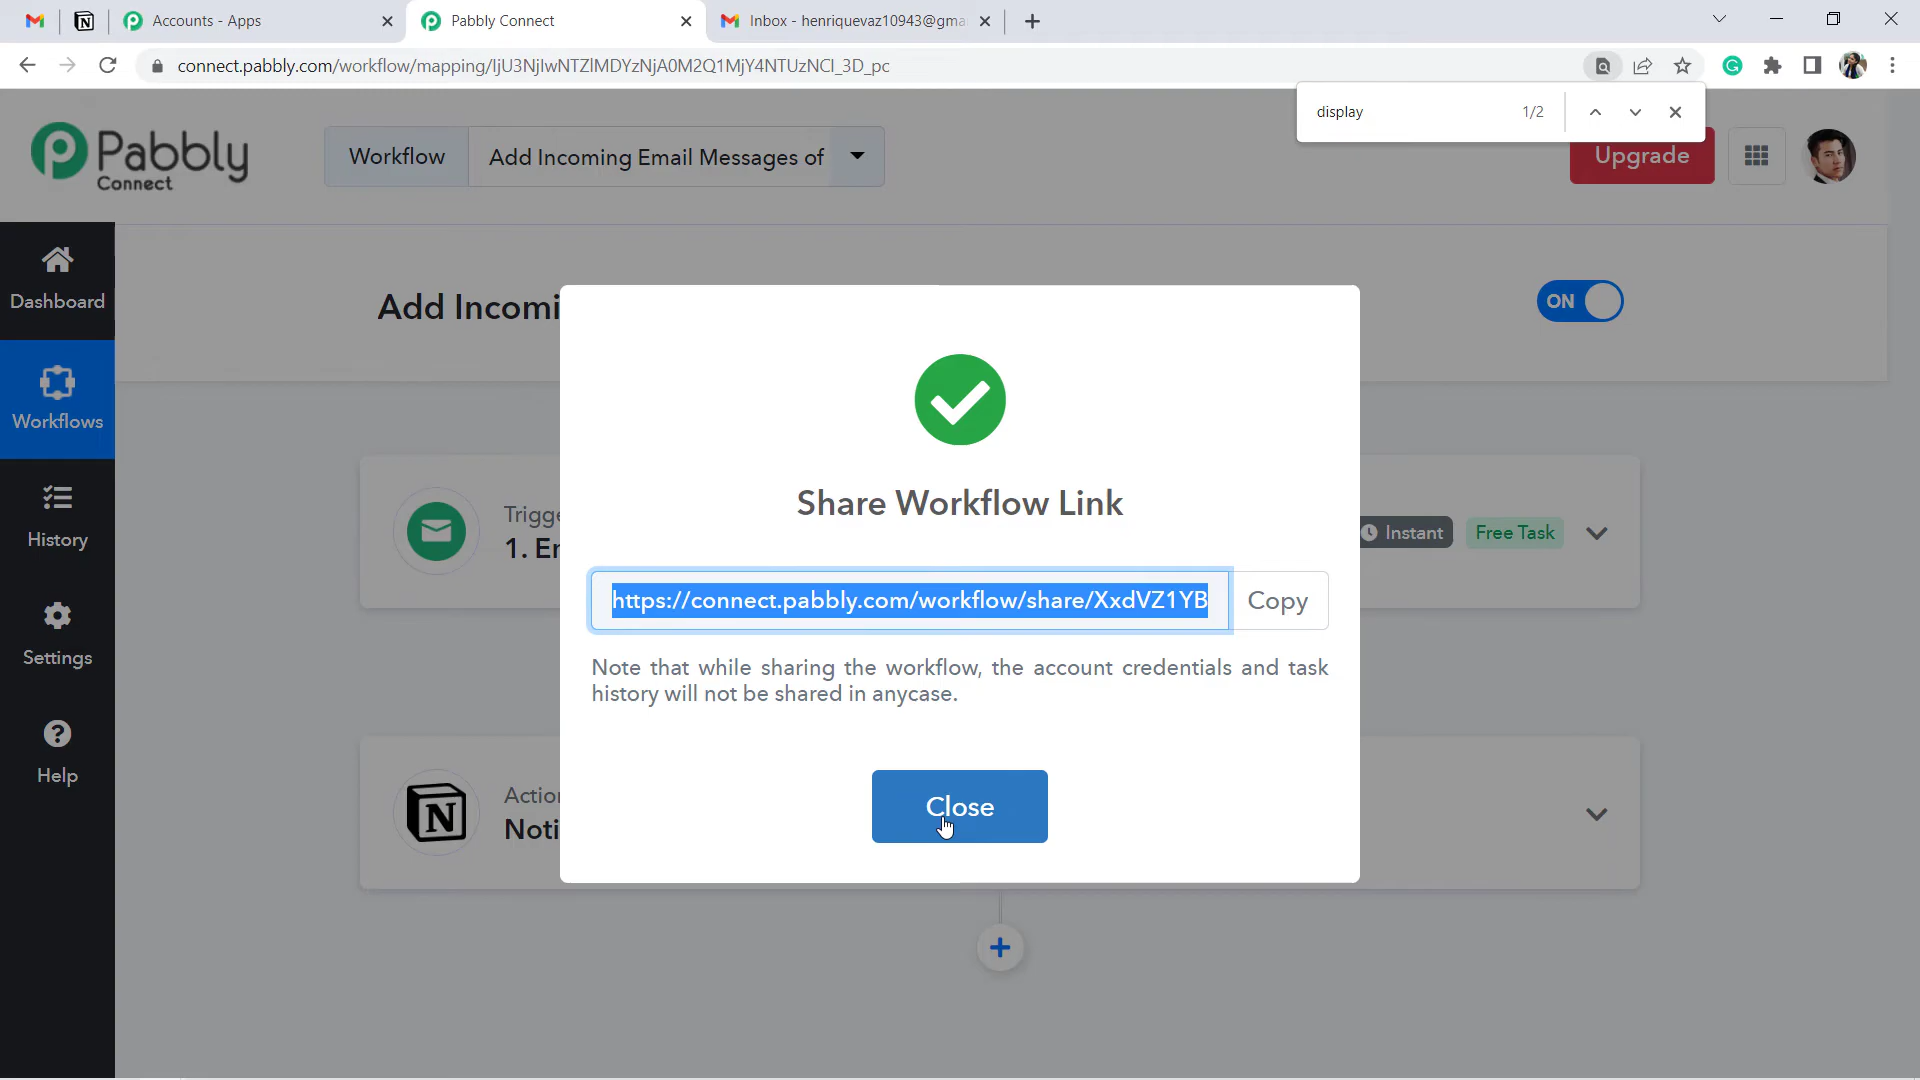 Accounts - Apps
Pabbly Connect
Inbox - henriquevaz10943@gma
connect.pabbly.com/workflow/mapping/IjU3NjIwNTZlMDYzNjA0M2Q1MjY4NTUzNCI_3D_pc
display 1/2
Pabbly
Connect
Workflow
Add Incoming Email Messages of
Upgrade
Dashboard
Workflows
History
Settings
Help
Add Incomi
ON
Share Workflow Link
Trigge
1. Er
Instant
Free Task
https://connect.pabbly.com/workflow/share/XxdVZ1YB
Copy
Note that while sharing the workflow, the account credentials and task
history will not be shared in anycase.
Action
Noti
Close